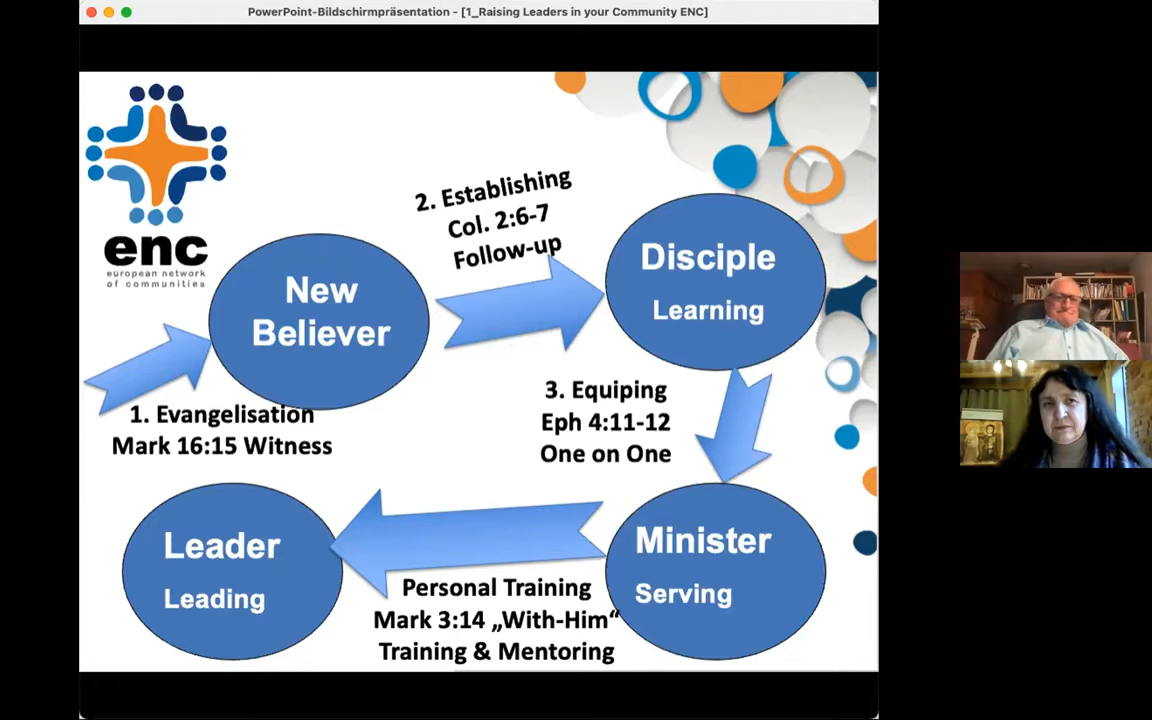 PowerPoint-Bildschirmpräsentation - [1_Raising Leaders in your Community ENC]
enc
european network
of communities
1. Evangelisation
Mark 16:15 Witness
New
Believer
2. Establishing
Col. 2:6-7
Follow-up
Disciple
Learning
3. Equiping
Eph 4:11-12
One on One
Minister
Serving
Personal Training
Mark 3:14 „With-Him“
Training & Mentoring
Leader
Leading